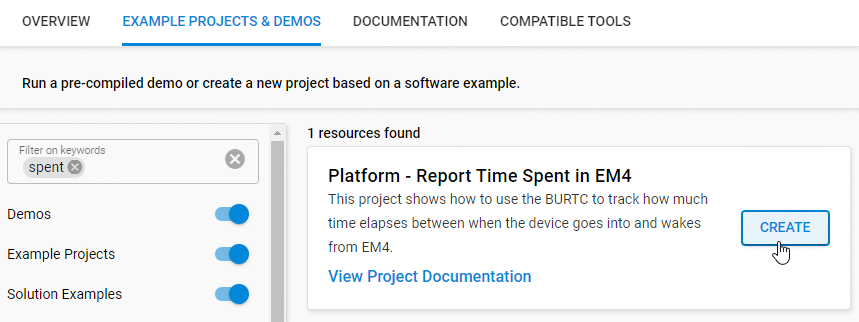 OVERVIEW EXAMPLE PROJECTS & DEMOS DOCUMENTATION COMPATIBLE TOOLS
Run a pre-compiled demo or create a new project based on a software example.
Filter on keywords
spent
Demos
Example Projects
Solution Examples
1 resources found
Platform - Report Time Spent in EM4
This project shows how to use the BURTC to track how much
time elapses between when the device goes into and wakes
from EM4.
View Project Documentation
CREATE